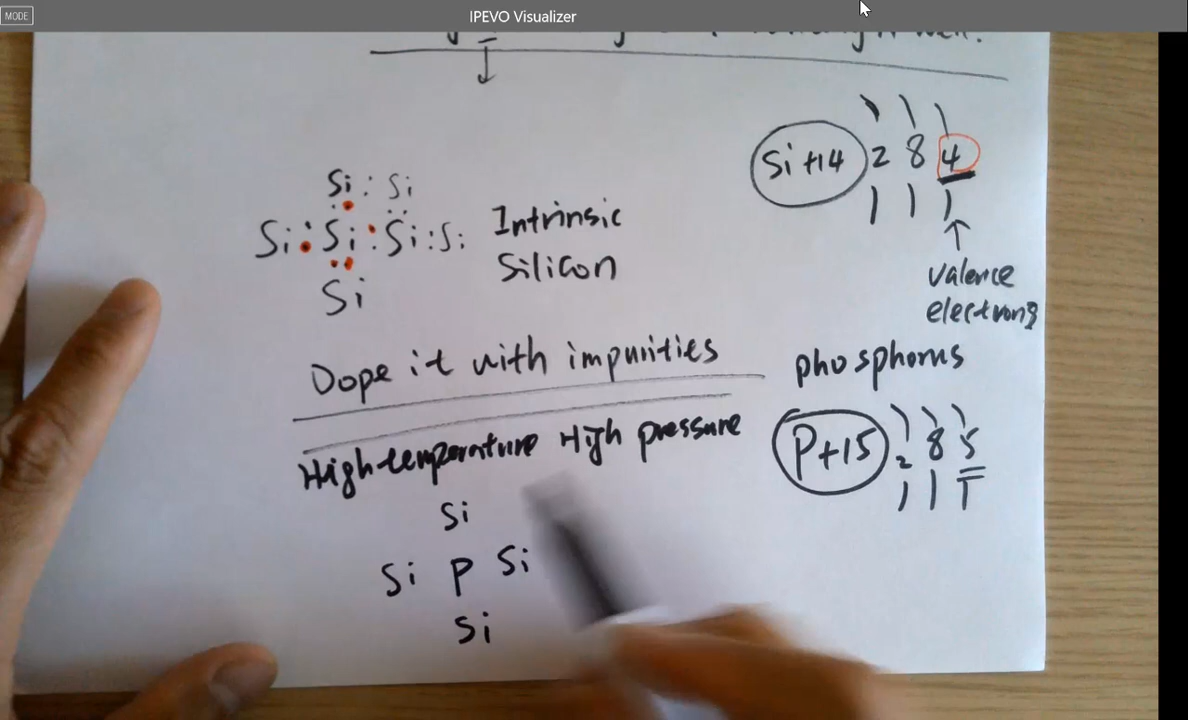 MODE
IPEVO Visualizer
Si +14 2 8 4
Si : Si
Si : Si : Si : Si
Si
Intrinsic
Silicon
Valence
electrons
Dope it with impurities
phosphorus
High-temperature High pressure
P+15 2 8 5
Si
Si P Si
Si